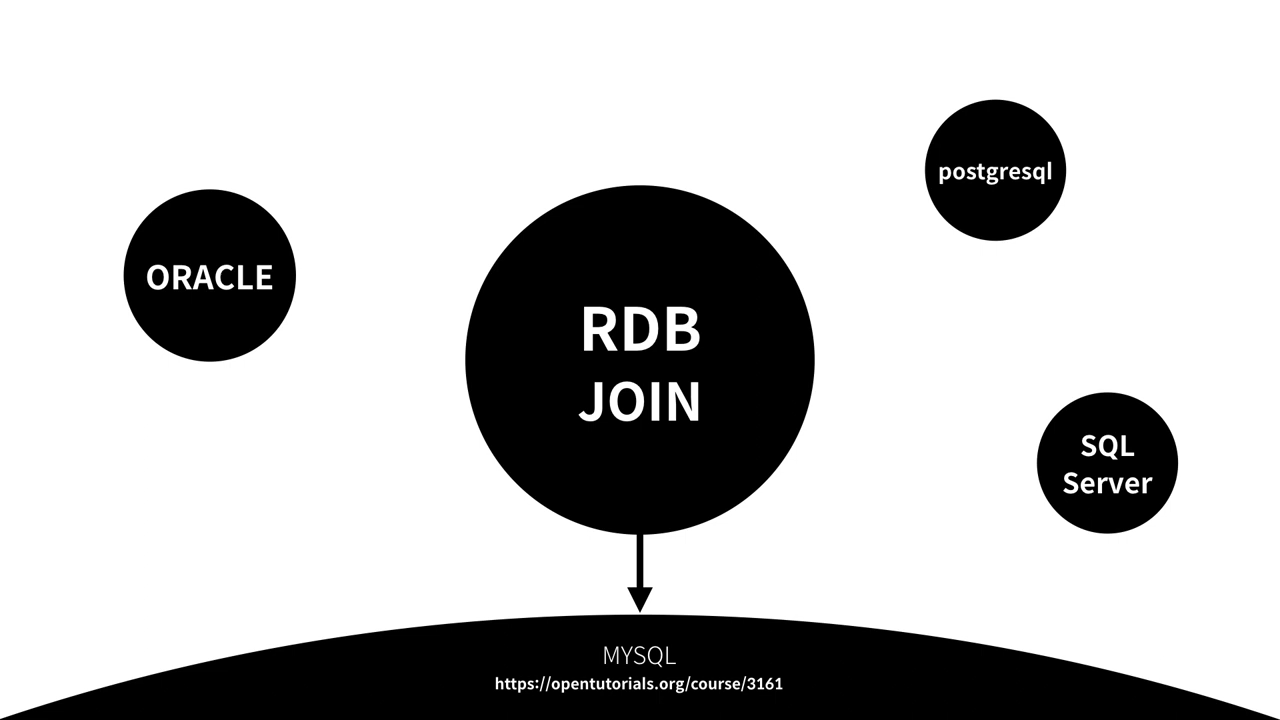 postgresql
ORACLE
RDB
JOIN
SQL
Server
MYSQL
https://opentutorials.org/course/3161